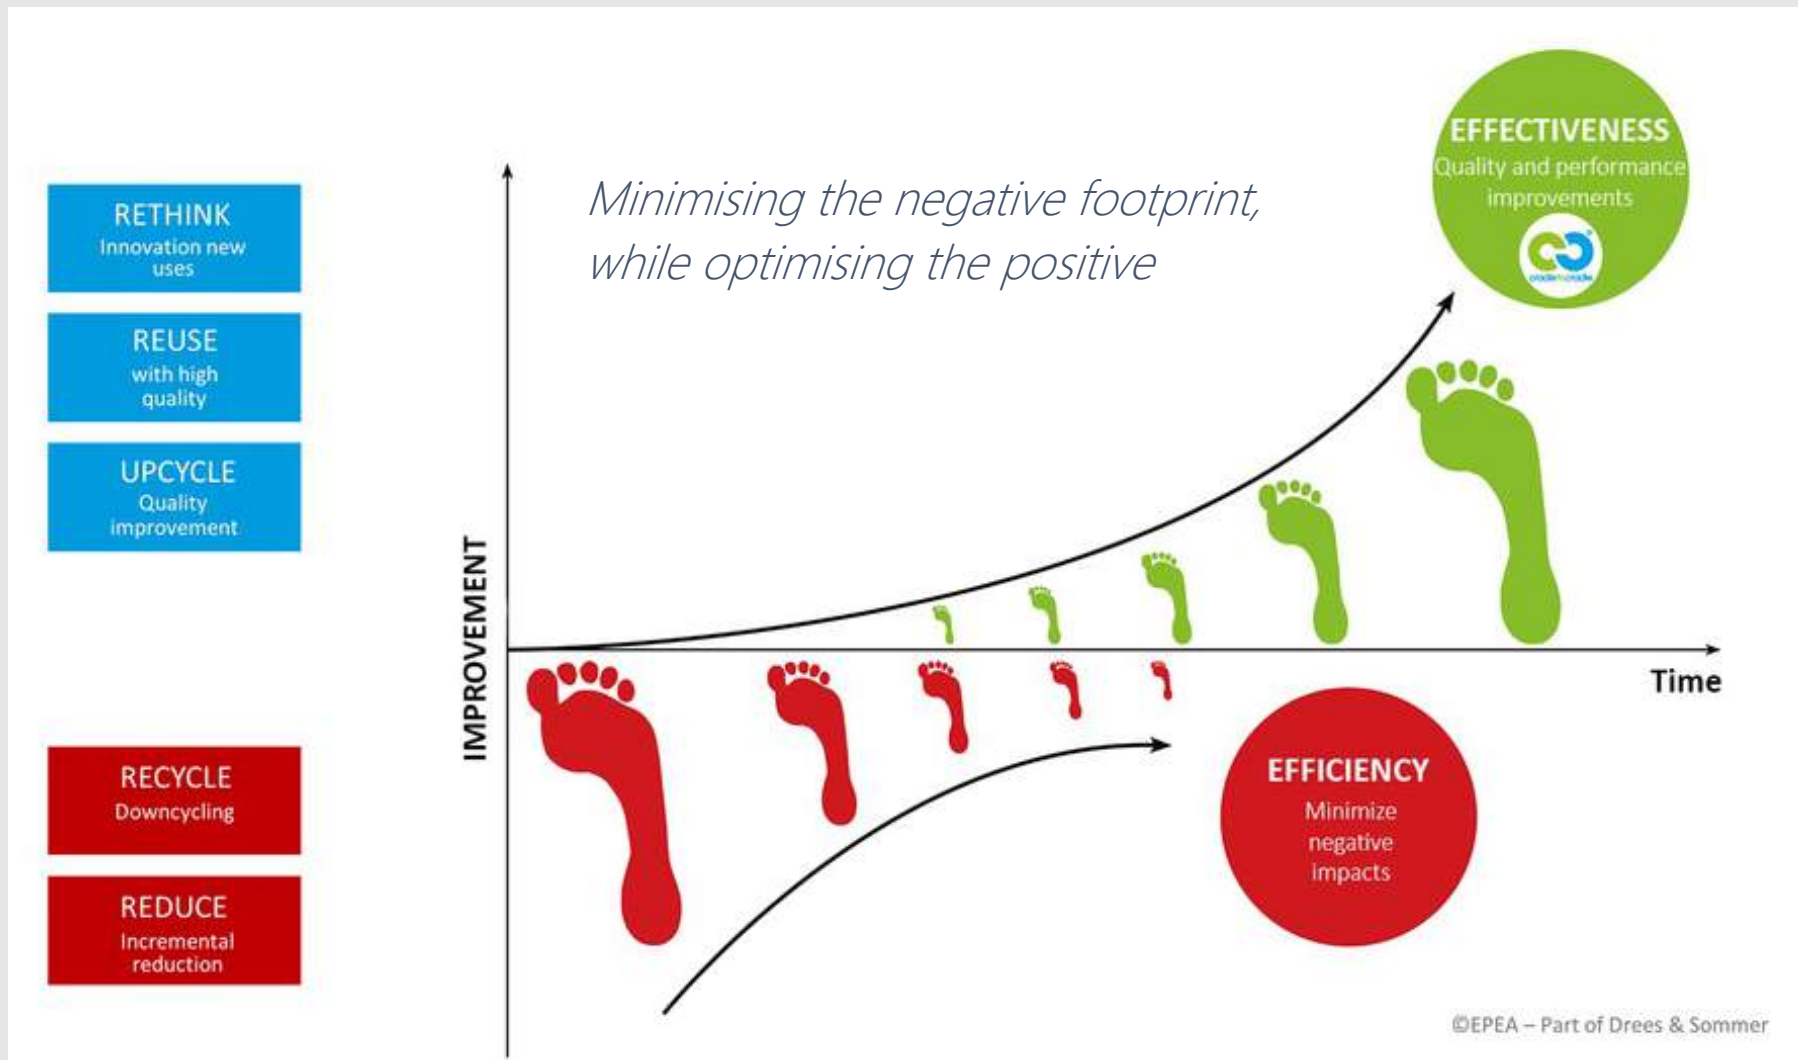 Minimising the negative footprint,
while optimising the positive
RETHINK
Innovation new
uses
REUSE
with high
quality
UPCYCLE
Quality
improvement
RECYCLE
Downcycling
REDUCE
Incremental
reduction
IMPROVEMENT
Time
EFFECTIVENESS
Quality and performance
improvements
cradletocradle
®
EFFICIENCY
Minimize
negative
impacts
©EPEA – Part of Drees & Sommer